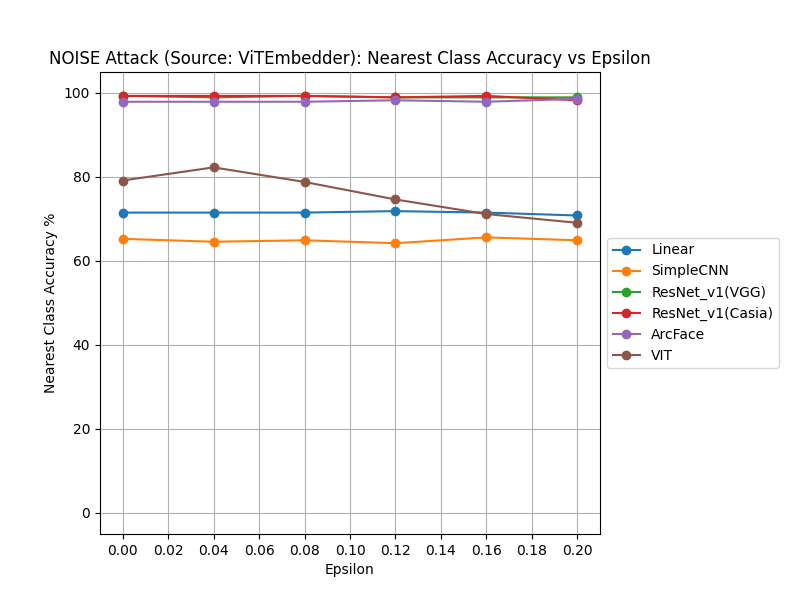 NOISE Attack (Source: ViTEmbedder): Nearest Class Accuracy vs Epsilon
100
80
60
40
20
0
Nearest Class Accuracy %
0.00 0.02 0.04 0.06 0.08 0.10 0.12 0.14 0.16 0.18 0.20
Epsilon
Linear
SimpleCNN
ResNet_v1(VGG)
ResNet_v1(Casia)
ArcFace
VIT